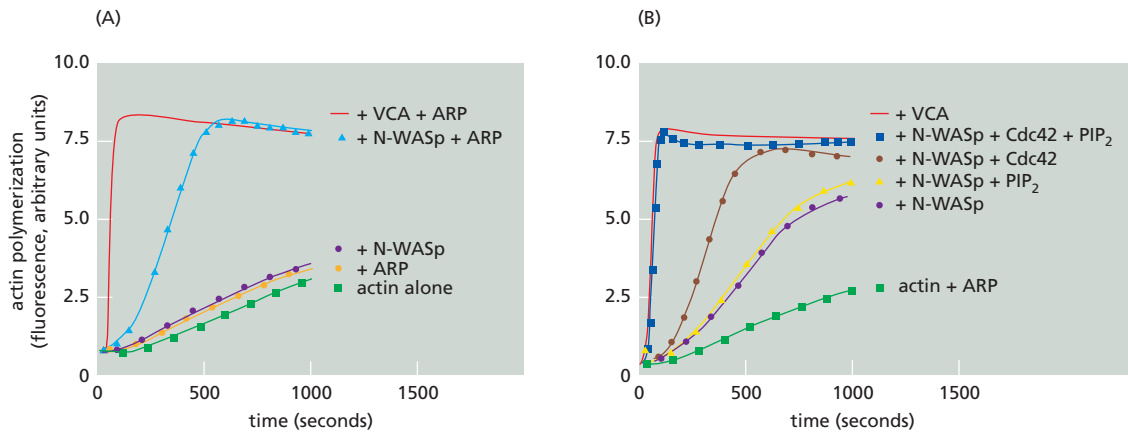 (A)
actin polymerization
(fluorescence, arbitrary units)
10.0
7.5
5.0
2.5
0
0
500
1000
1500
time (seconds)
+ VCA + ARP
+ N-WASp + ARP
+ N-WASp
+ ARP
actin alone
(B)
10.0
7.5
5.0
2.5
0
0
500
1000
1500
time (seconds)
+ VCA
+ N-WASp + Cdc42 + PIP₂
+ N-WASp + Cdc42
+ N-WASp + PIP₂
+ N-WASp
actin + ARP